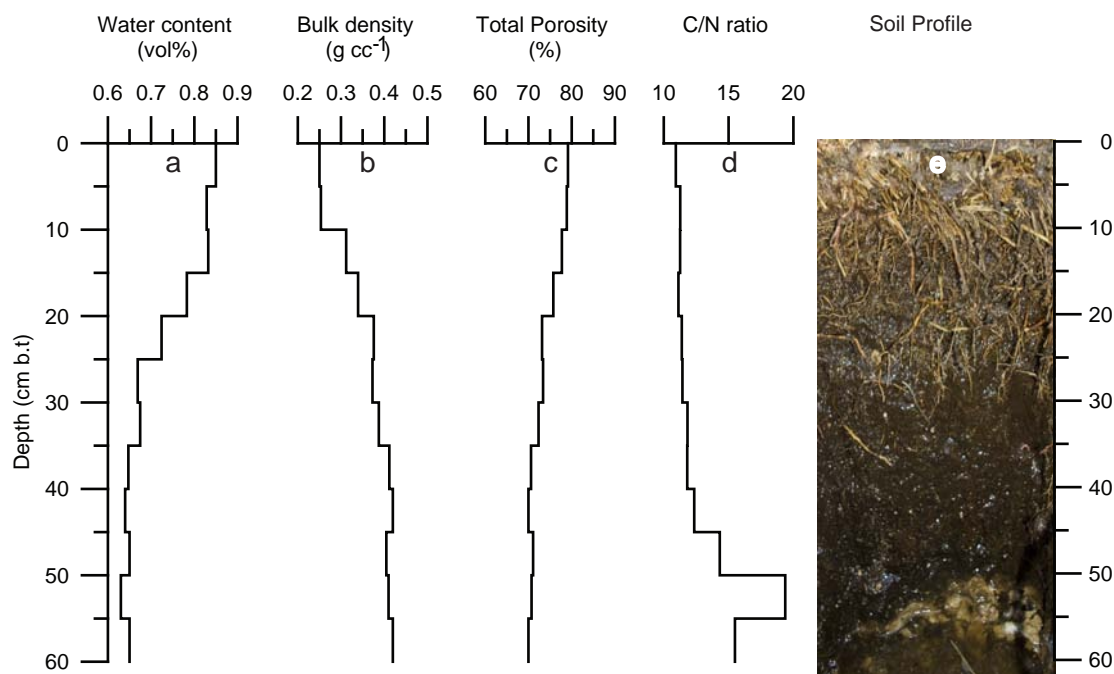 Water content
(vol%)
Bulk density
(g cc⁻¹)
Total Porosity
(%)
C/N ratio
Soil Profile
0.6 0.7 0.8 0.9
0.2 0.3 0.4 0.5
60 70 80 90
10 15 20
a
b
c
d
e
Depth (cm b.t)
0
10
20
30
40
50
60
0
10
20
30
40
50
60